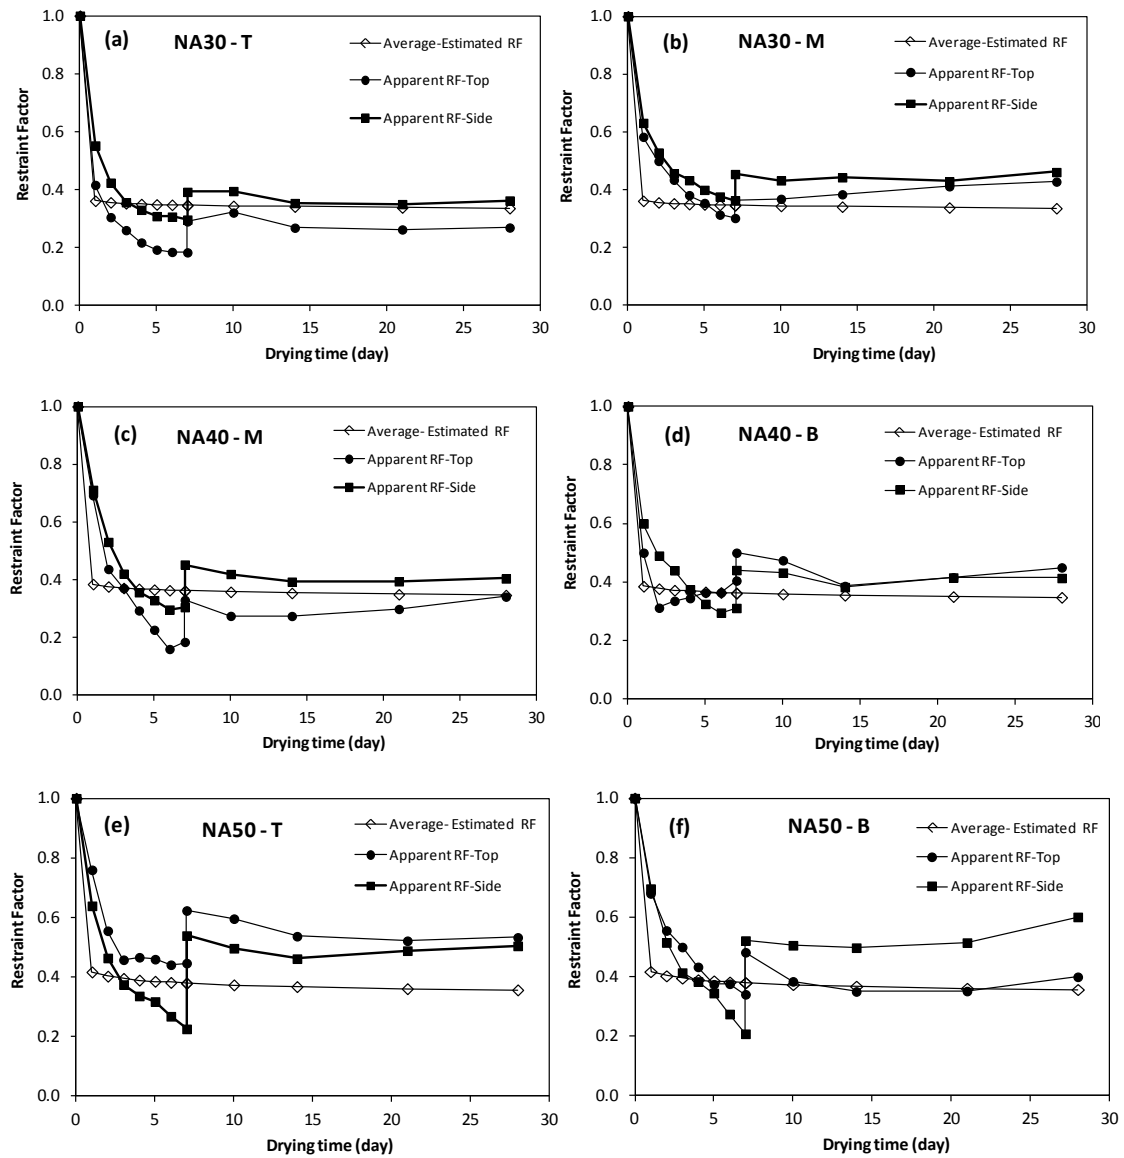 (a) NA30 - T
Average-Estimated RF
Apparent RF-Top
Apparent RF-Side
Restraint Factor
1.0
0.8
0.6
0.4
0.2
0.0
0 5 10 15 20 25 30
Drying time (day)
(b) NA30 - M
Average-Estimated RF
Apparent RF-Top
Apparent RF-Side
Restraint Factor
1.0
0.8
0.6
0.4
0.2
0.0
0 5 10 15 20 25 30
Drying time (day)
(c) NA40 - M
Average- Estimated RF
Apparent RF-Top
Apparent RF-Side
Restraint Factor
1.0
0.8
0.6
0.4
0.2
0.0
0 5 10 15 20 25 30
Drying time (day)
(d) NA40 - B
Average-Estimated RF
Apparent RF-Top
Apparent RF-Side
Restraint Factor
1.0
0.8
0.6
0.4
0.2
0.0
0 5 10 15 20 25 30
Drying time (day)
(e) NA50 - T
Average- Estimated RF
Apparent RF-Top
Apparent RF-Side
Restraint Factor
1.0
0.8
0.6
0.4
0.2
0.0
0 5 10 15 20 25 30
Drying time (day)
(f) NA50 - B
Average- Estimated RF
Apparent RF-Top
Apparent RF-Side
Restraint Factor
1.0
0.8
0.6
0.4
0.2
0.0
0 5 10 15 20 25 30
Drying time (day)